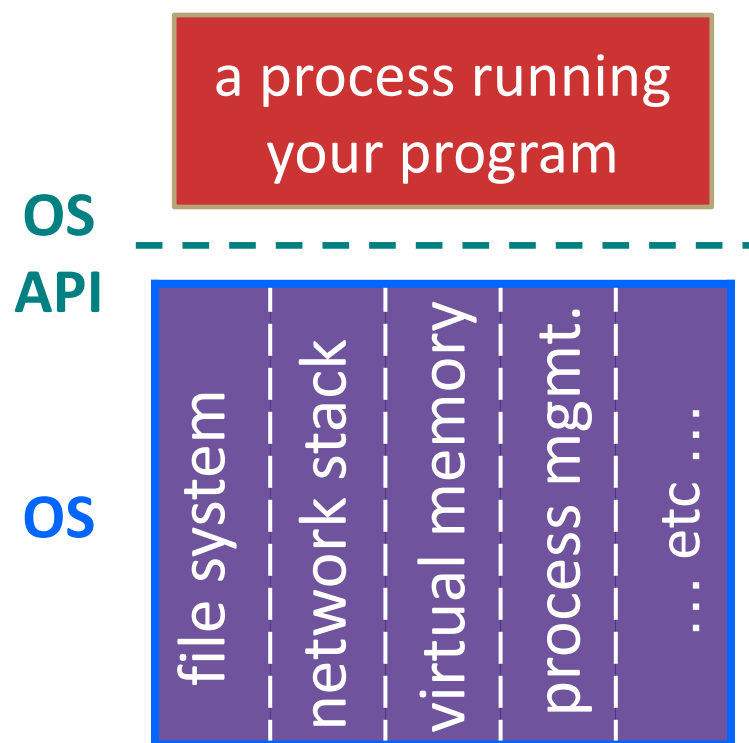 a process running
your program
OS
API
OS
file system
network stack
virtual memory
process mgmt.
... etc ...